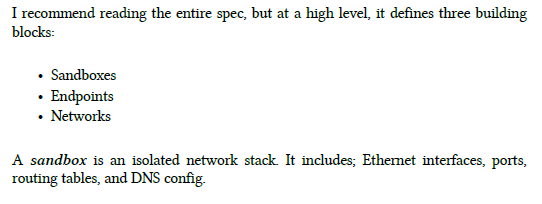 I recommend reading the entire spec, but at a high level, it defines three building
blocks:
• Sandboxes
• Endpoints
• Networks
A sandbox is an isolated network stack. It includes; Ethernet interfaces, ports,
routing tables, and DNS config.